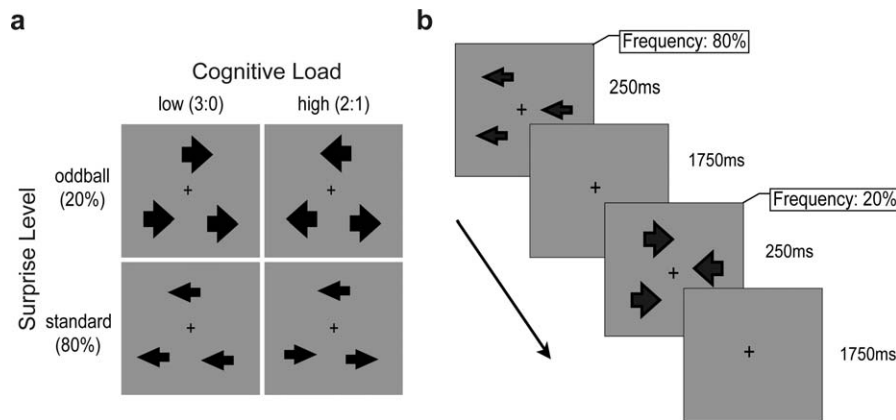 a
Cognitive Load
low (3:0) high (2:1)
Surprise Level
oddball
(20%)
standard
(80%)
b
Frequency: 80%
250ms
1750ms
Frequency: 20%
250ms
1750ms